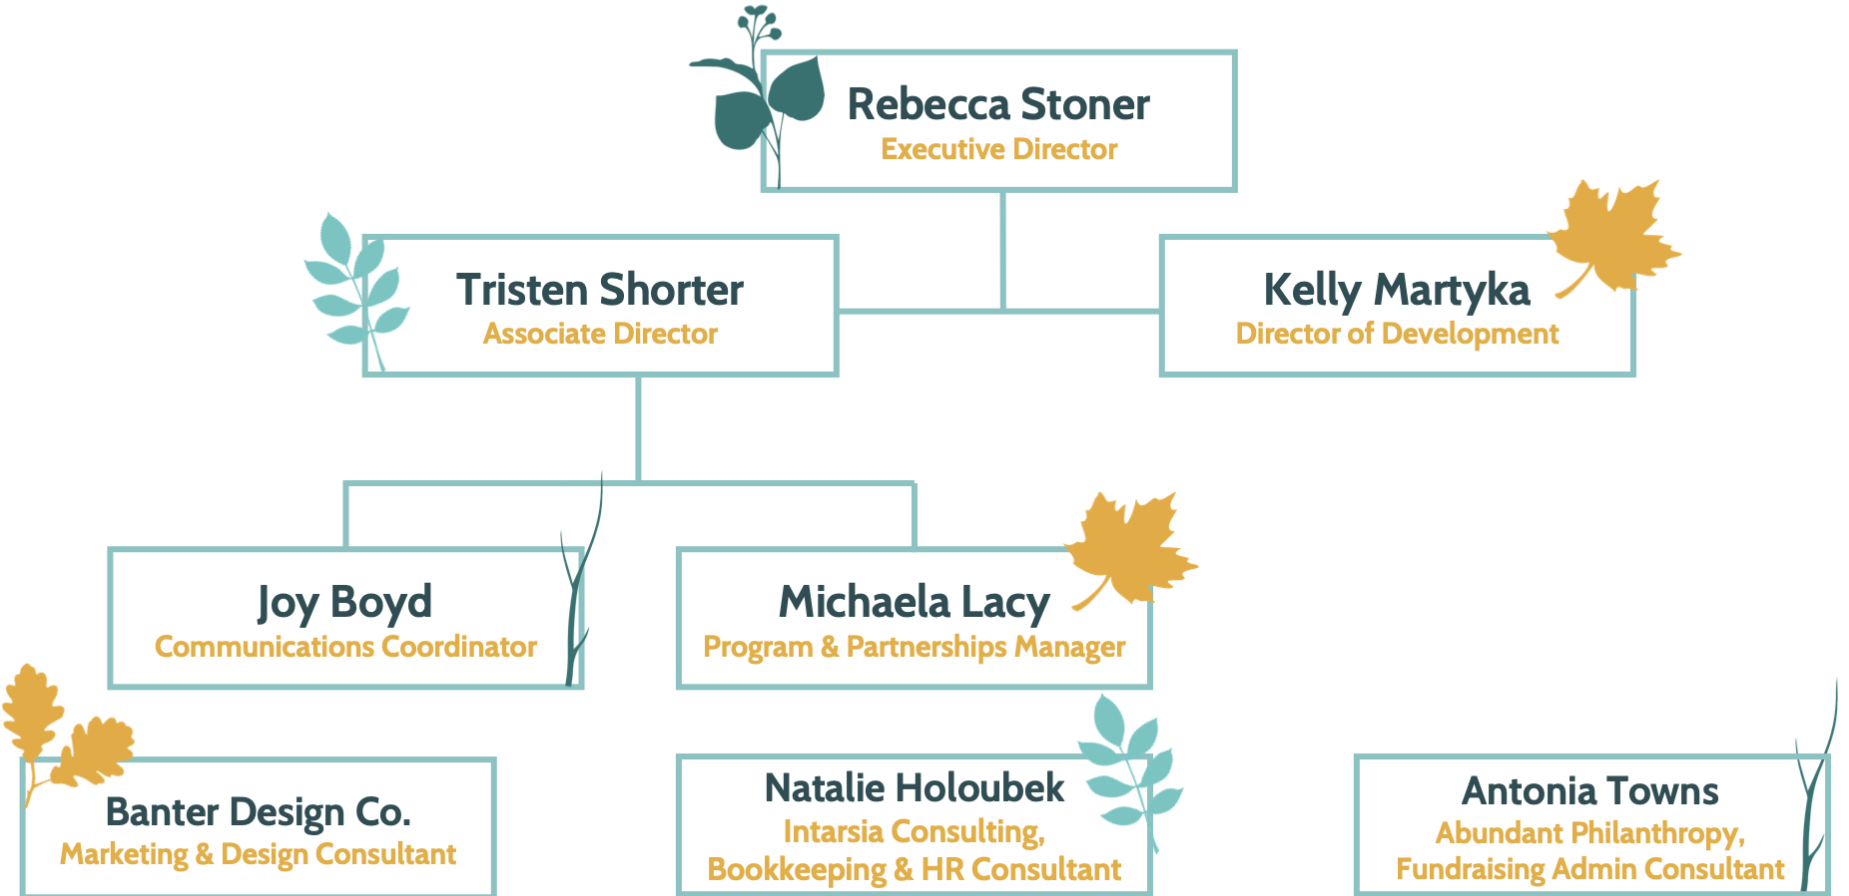 Rebecca Stoner
Executive Director
Tristen Shorter
Associate Director
Kelly Martyka
Director of Development
Joy Boyd
Communications Coordinator
Michaela Lacy
Program & Partnerships Manager
Banter Design Co.
Marketing & Design Consultant
Natalie Holoubek
Intarsia Consulting,
Bookkeeping & HR Consultant
Antonia Towns
Abundant Philanthropy,
Fundraising Admin Consultant